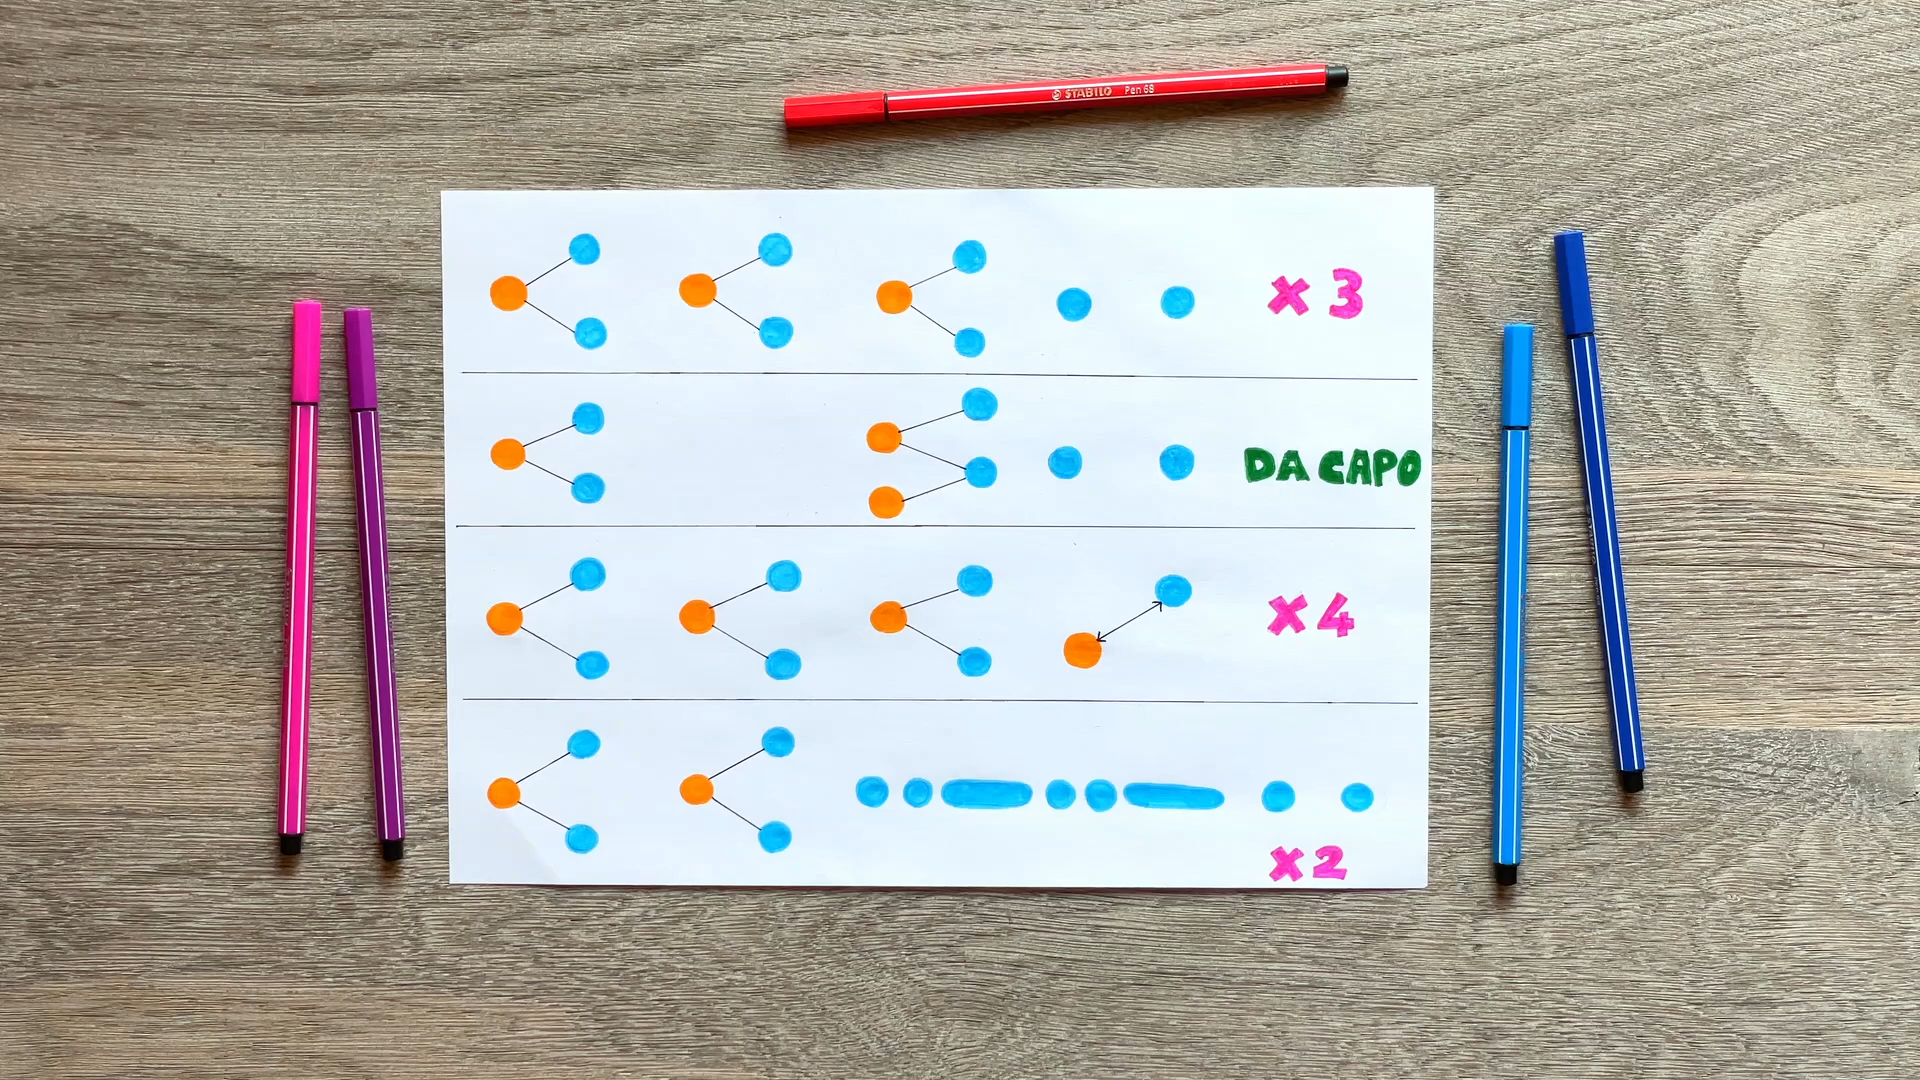 STABILO Pen 68
x 3
DA CAPO
x 4
x 2